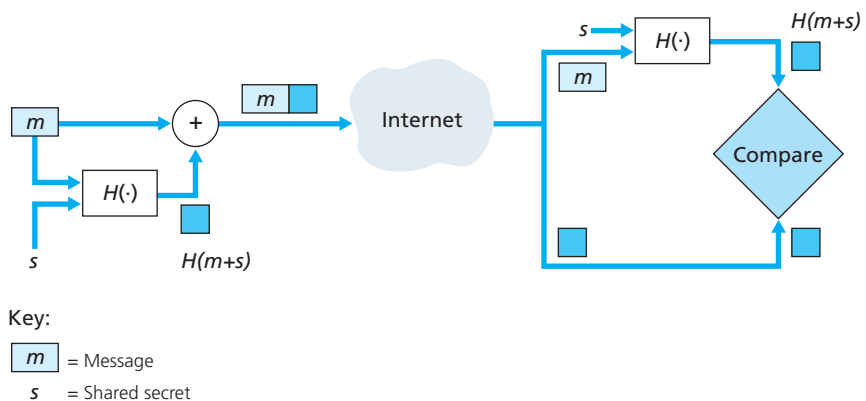 m
H(·)
s
H(m+s)
+
m
Internet
s
m
H(·)
H(m+s)
Compare
Key:
m = Message
s = Shared secret